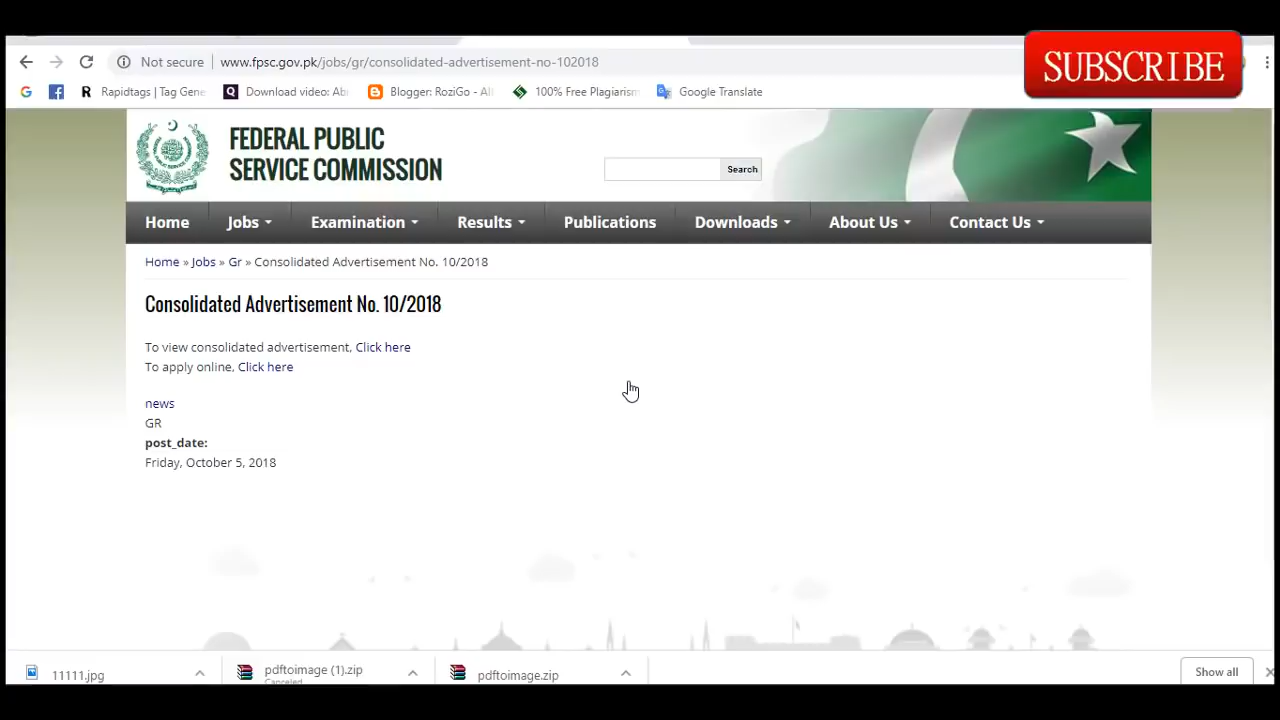 SUBSCRIBE
Not secure www.fpsc.gov.pk/jobs/gr/consolidated-advertisement-no-102018
Rapidtags | Tag Gene Download video: Ab Blogger: RoziGo - Al 100% Free Plagiarism Google Translate
FEDERAL PUBLIC
SERVICE COMMISSION
Search
Home Jobs Examination Results Publications Downloads About Us Contact Us
Home » Jobs » Gr » Consolidated Advertisement No. 10/2018
Consolidated Advertisement No. 10/2018
To view consolidated advertisement, Click here
To apply online, Click here
news
GR
post_date:
Friday, October 5, 2018
11111.jpg pdftoimage (1).zip pdftoimage.zip Show all
Canceled